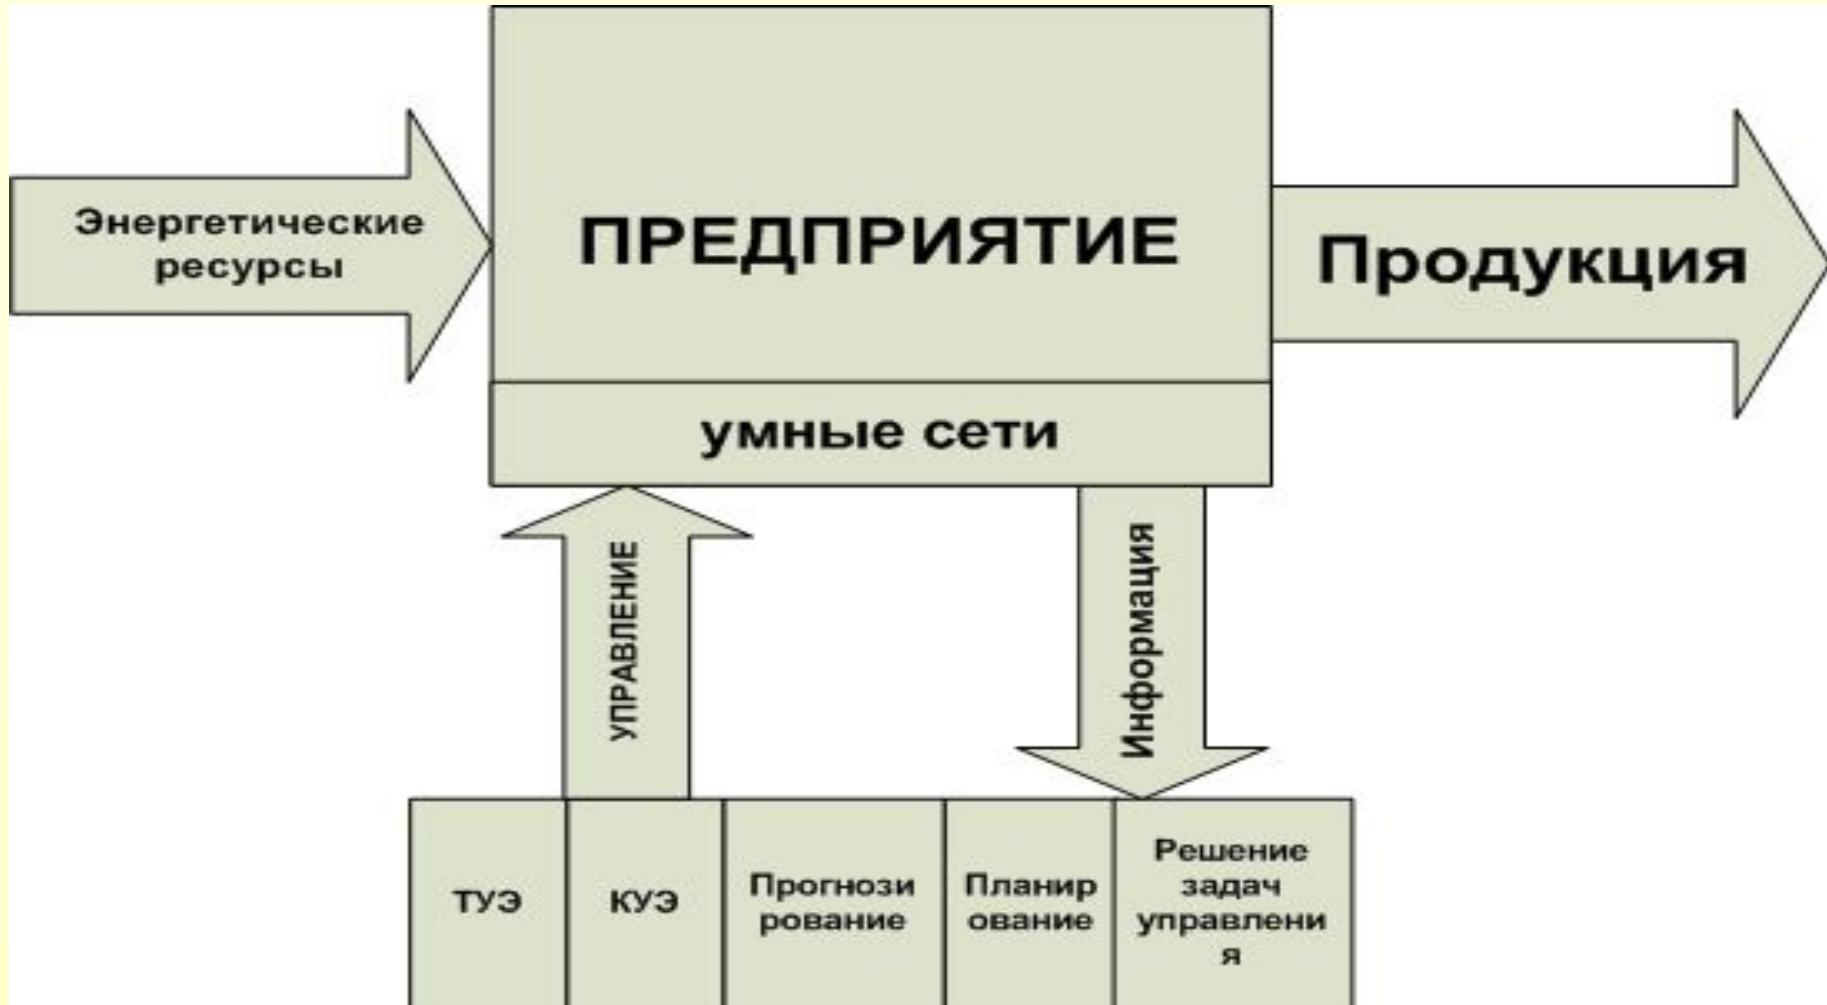 Энергетические
ресурсы
ПРЕДПРИЯТИЕ
Продукция
умные сети
УПРАВЛЕНИЕ
Информация
ТУЭ
КУЭ
Прогнози
рование
Планир
ование
Решение
задач
управлени
я